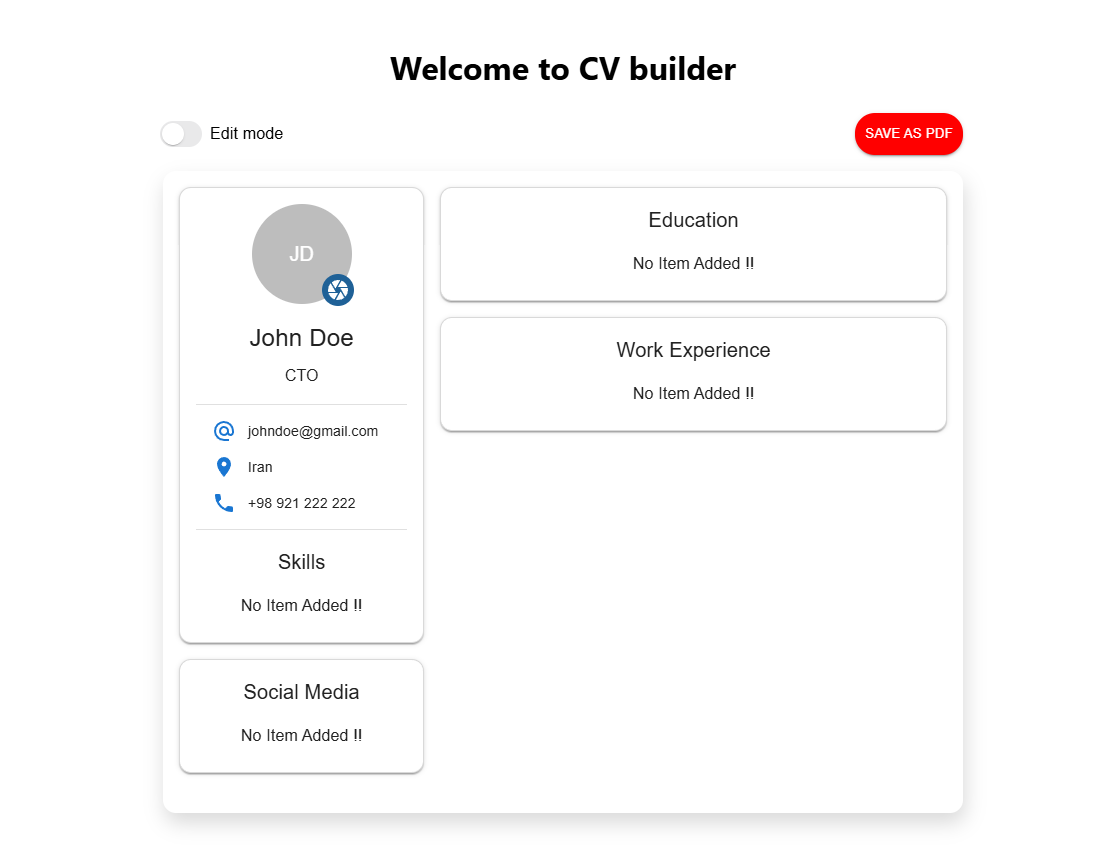 Welcome to CV builder
Edit mode
SAVE AS PDF
JD
John Doe
CTO
johndoe@gmail.com
Iran
+98 921 222 222
Skills
No Item Added !!
Social Media
No Item Added !!
Education
No Item Added !!
Work Experience
No Item Added !!